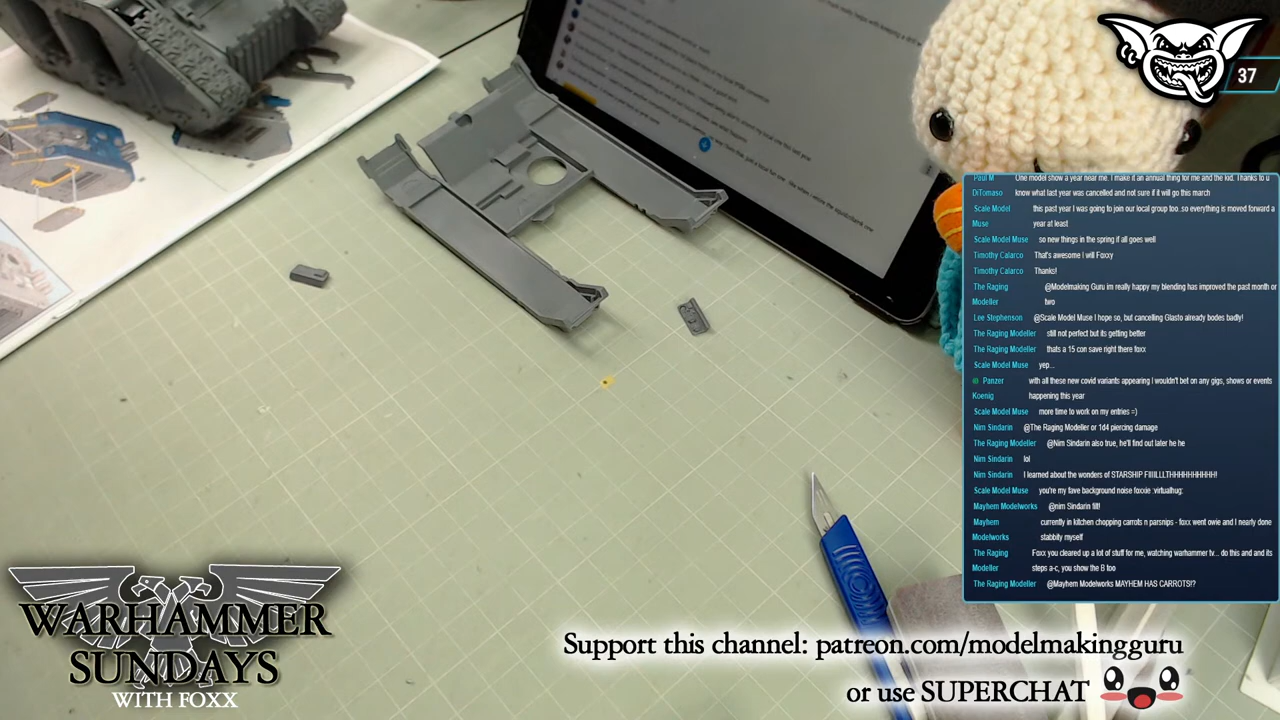 37
Paul M One model show a year near me. I make it an annual thing for me and the kid. Thanks to u
DiTomaso know what last year was cancelled and not sure if it will go this march
Scale Model this past year I was going to join our local group too..so everything is moved forward a
Muse year at least
Scale Model Muse so new things in the spring if all goes well
Timothy Calarco That's awesome I will Foxxy
Timothy Calarco Thanks!
The Raging @Modelmaking Guru im really happy my blending has improved the past month or
Modeller two
Lee Stephenson @Scale Model Muse I hope so, but cancelling Glasto already bodes badly!
The Raging Modeller still not perfect but its getting better
The Raging Modeller thats a 15 con save right there foxx
Scale Model Muse yep...
Panzer with all these new covid variants appearing I wouldn't bet on any gigs, shows or events
Koenig happening this year
Scale Model Muse more time to work on my entries =)
Nim Sindarin @The Raging Modeller or 1d4 piercing damage
The Raging Modeller @Nim Sindarin also true, he'll find out later he he
Nim Sindarin lol
Nim Sindarin I learned about the wonders of STARSHIP FIIIILLLTHHHHHHHHHH!
Scale Model Muse you're my fave background noise foxxie :virtualhug:
Mayhem Modelworks @nim Sindarin filt!
Mayhem currently in kitchen chopping carrots n parsnips - foxx went owie and I nearly done
Modelworks stabbity myself
The Raging Foxx you cleared up a lot of stuff for me, watching warhammer tv... do this and and its
Modeller steps a-c, you show the B too
The Raging Modeller @Mayhem Modelworks MAYHEM HAS CARROTS!?
WARHAMMER
SUNDAYS
WITH FOXX
Support this channel: patreon.com/modelmakingguru
or use SUPERCHAT